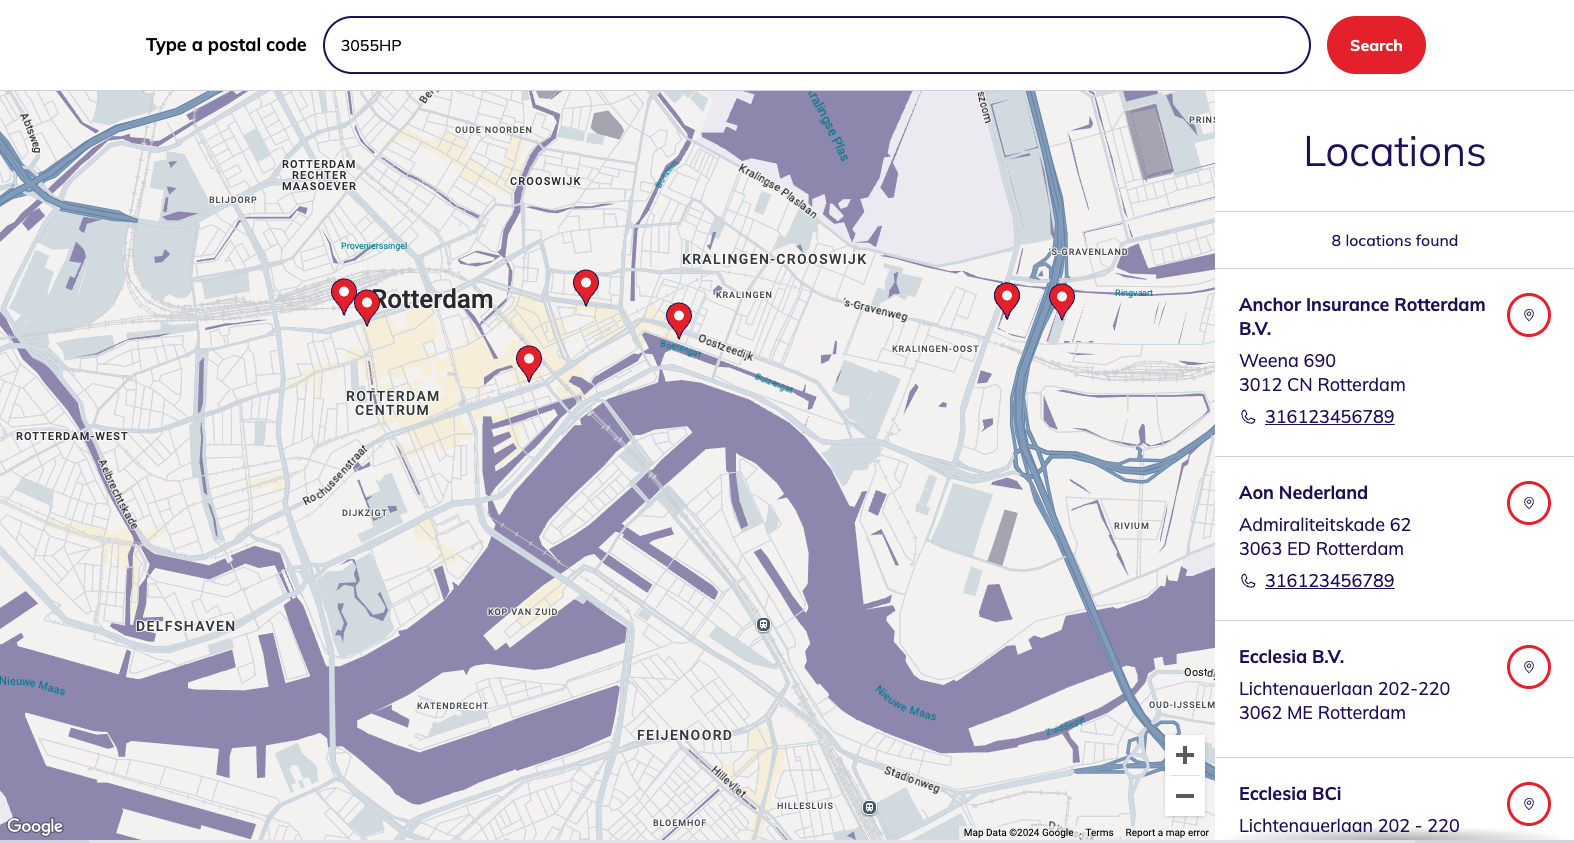 Type a postal code
3055HP
Search
Abtsweg
OUDE NOORDEN
Kralingse Plas
ROTTERDAM
RECHTER
MAASOEVER
CROOSWIJK
BLIJDORP
Kralingse Plaslaan
Provenierssingel
KRALINGEN-CROOSWIJK
'S-GRAVENLAND
Rotterdam
KRALINGEN
's-Gravenweg
Ringvaart
Boerengat
Oostzeedijk
KRALINGEN-OOST
Buizengat
ROTTERDAM
CENTRUM
ROTTERDAM-WEST
Aelbrechtskade
Rochussenstraat
DIJKZIGT
RIVIUM
KOP VAN ZUID
DELFSHAVEN
Nieuwe Maas
Nieuwe Maas
KATENDRECHT
OUD-IJSSELM
FEIJENOORD
Zuiddiepje
Stadionweg
Hillevliet
HILLESLUIS
BLOEMHOF
Google
Map Data ©2024 Google
Terms
Report a map error
Locations
8 locations found
Anchor Insurance Rotterdam
B.V.
Weena 690
3012 CN Rotterdam
316123456789
Aon Nederland
Admiraliteitskade 62
3063 ED Rotterdam
316123456789
Ecclesia B.V.
Lichtenauerlaan 202-220
3062 ME Rotterdam
Ecclesia BCi
Lichtenauerlaan 202 - 220